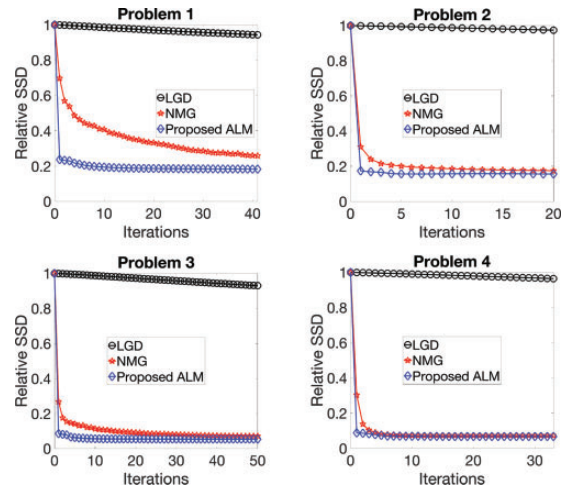 Problem 1
Relative SSD
1
0.8
0.6
0.4
0.2
0
LGD
NMG
Proposed ALM
0 10 20 30 40
Iterations
Problem 2
Relative SSD
1
0.8
0.6
0.4
0.2
0
LGD
NMG
Proposed ALM
0 5 10 15 20
Iterations
Problem 3
Relative SSD
1
0.8
0.6
0.4
0.2
0
LGD
NMG
Proposed ALM
0 10 20 30 40 50
Iterations
Problem 4
Relative SSD
1
0.8
0.6
0.4
0.2
0
LGD
NMG
Proposed ALM
0 10 20 30
Iterations